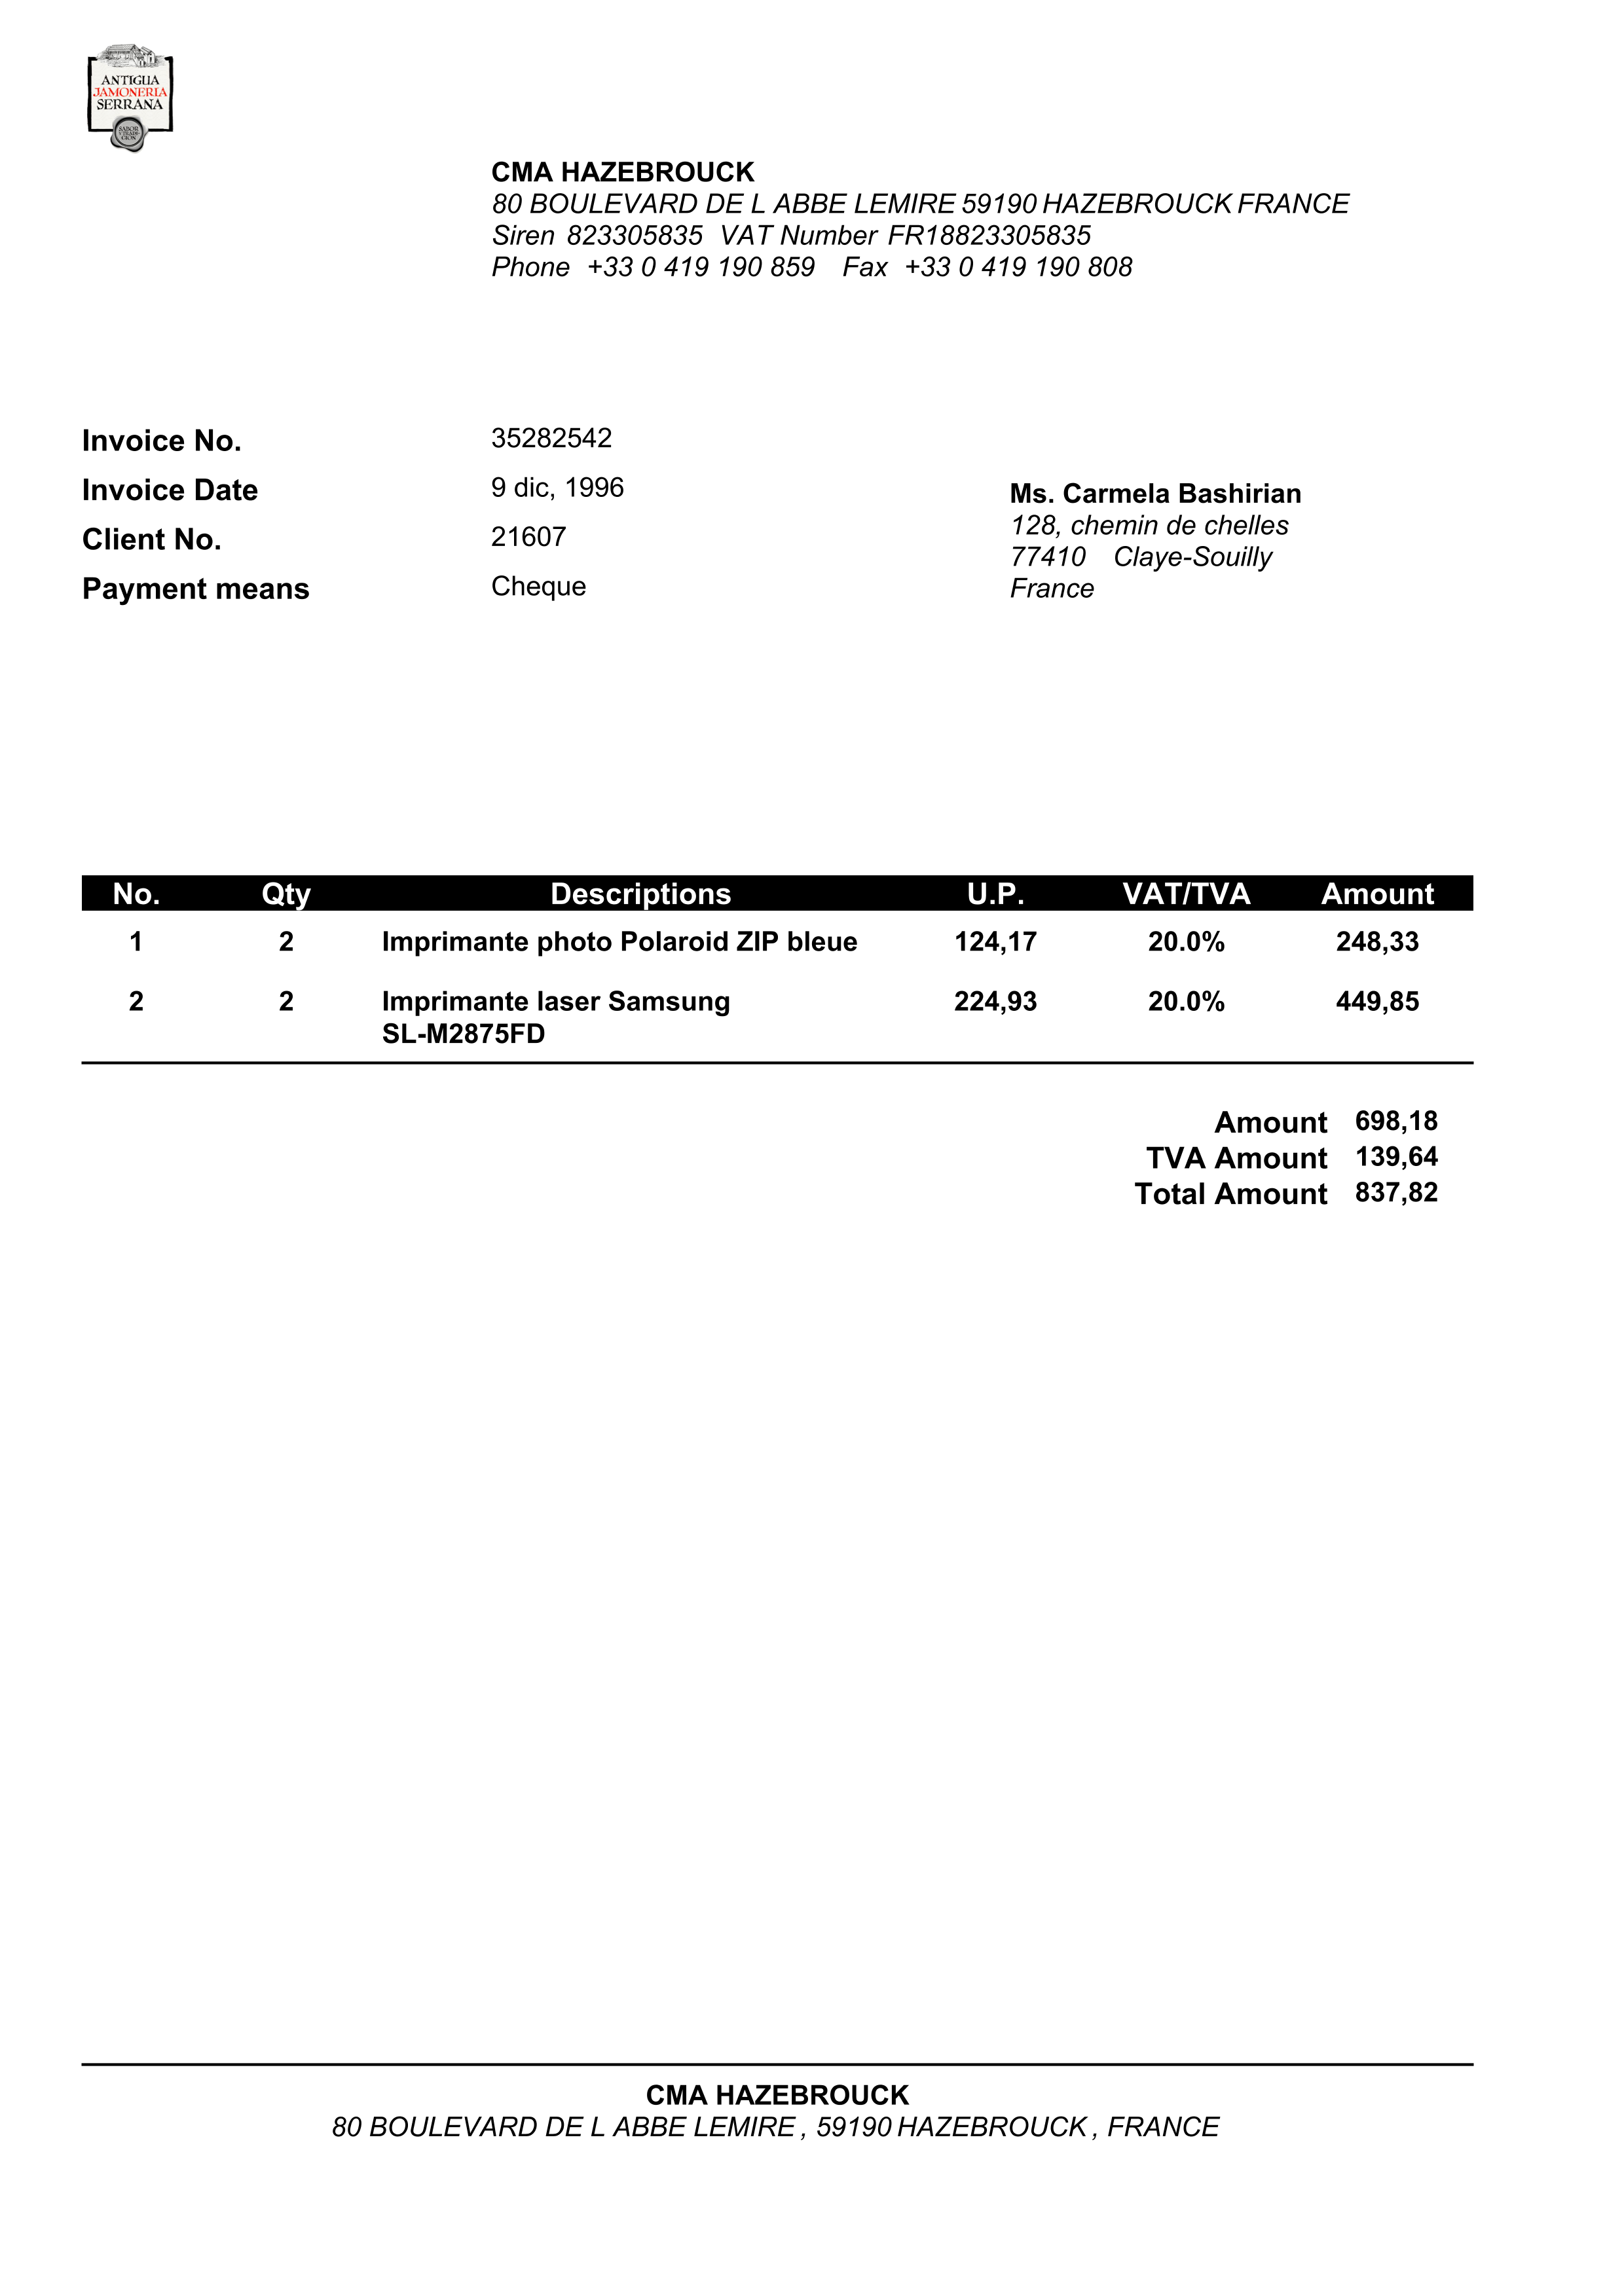 ANTIGUA
JAMONERIA
SERRANA
SABOR
Y TRADI-
CION
CMA HAZEBROUCK
80 BOULEVARD DE L ABBE LEMIRE 59190 HAZEBROUCK FRANCE
Siren 823305835 VAT Number FR18823305835
Phone +33 0 419 190 859 Fax +33 0 419 190 808
Invoice No. 35282542
Invoice Date 9 dic, 1996
Client No. 21607
Payment means Cheque
Ms. Carmela Bashirian
128, chemin de chelles
77410 Claye-Souilly
France
No. Qty Descriptions U.P. VAT/TVA Amount
1 2 Imprimante photo Polaroid ZIP bleue 124,17 20.0% 248,33
2 2 Imprimante laser Samsung 224,93 20.0% 449,85
SL-M2875FD
Amount 698,18
TVA Amount 139,64
Total Amount 837,82
CMA HAZEBROUCK
80 BOULEVARD DE L ABBE LEMIRE , 59190 HAZEBROUCK , FRANCE